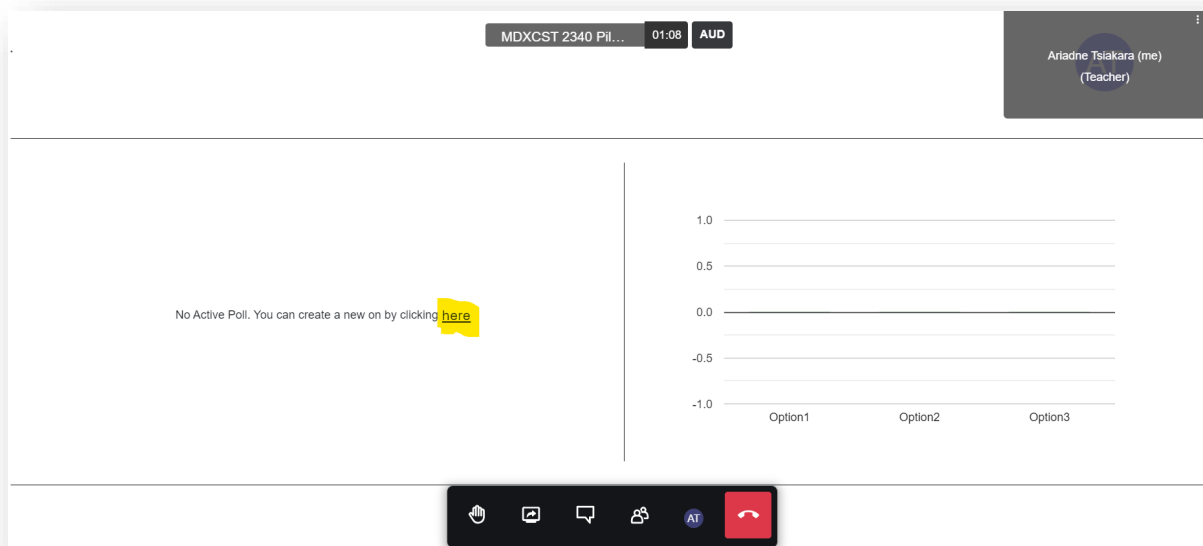 MDXCST 2340 Pil... 01:08 AUD
Ariadne Tsiakara (me)
(Teacher)
No Active Poll. You can create a new on by clicking here
1.0
0.5
0.0
-0.5
-1.0
Option1 Option2 Option3
AT